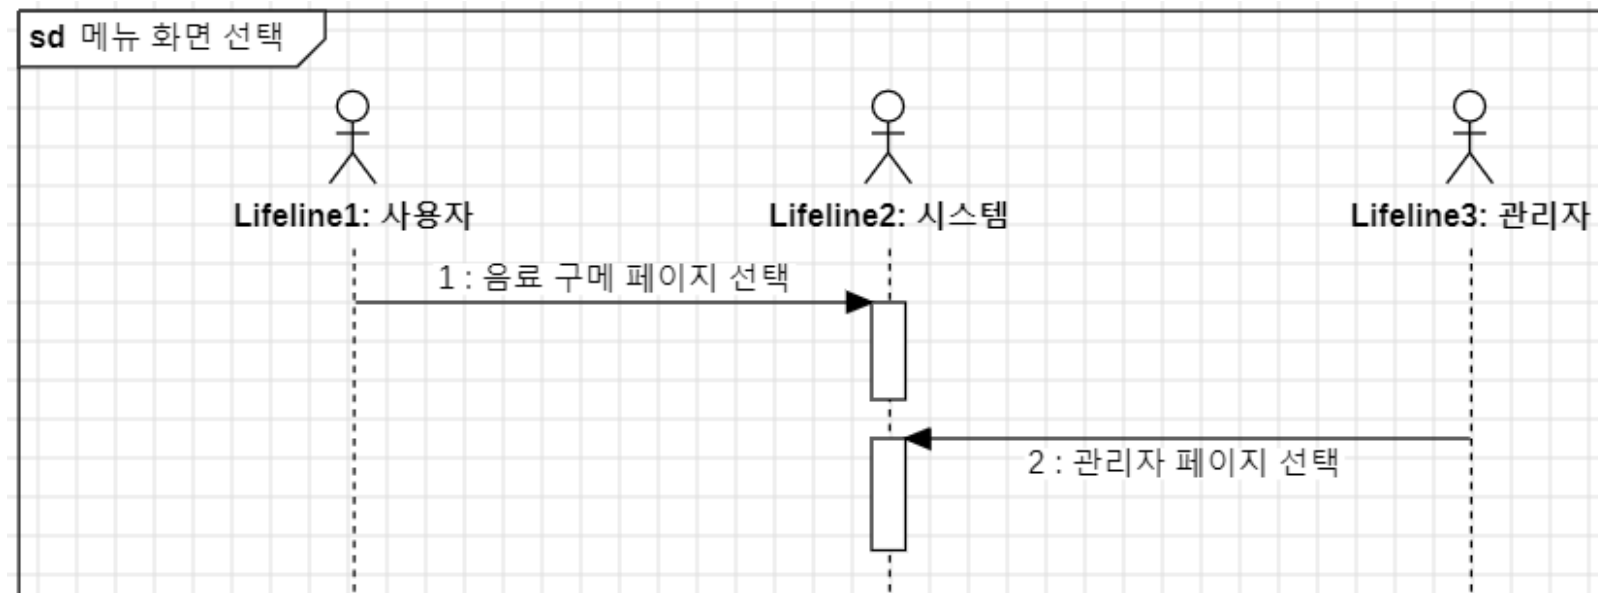 sd 메뉴 화면 선택
Lifeline1: 사용자
Lifeline2: 시스템
Lifeline3: 관리자
1 : 음료 구메 페이지 선택
2 : 관리자 페이지 선택